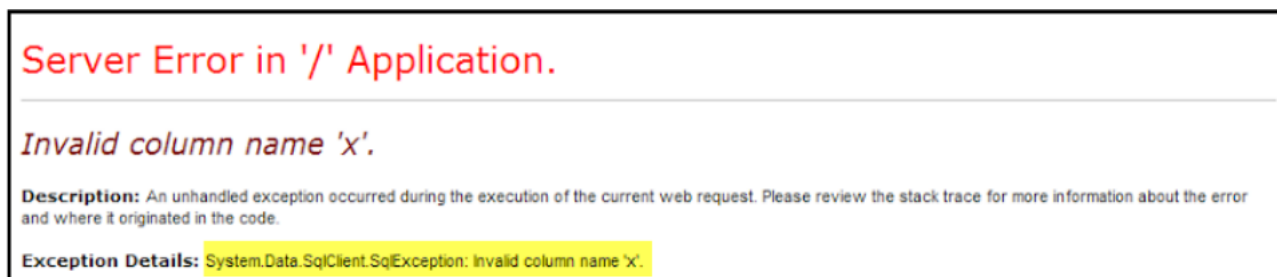 Server Error in '/' Application.
Invalid column name 'x'.
Description: An unhandled exception occurred during the execution of the current web request. Please review the stack trace for more information about the error
and where it originated in the code.
Exception Details: System.Data.SqlClient.SqlException: Invalid column name 'x'.